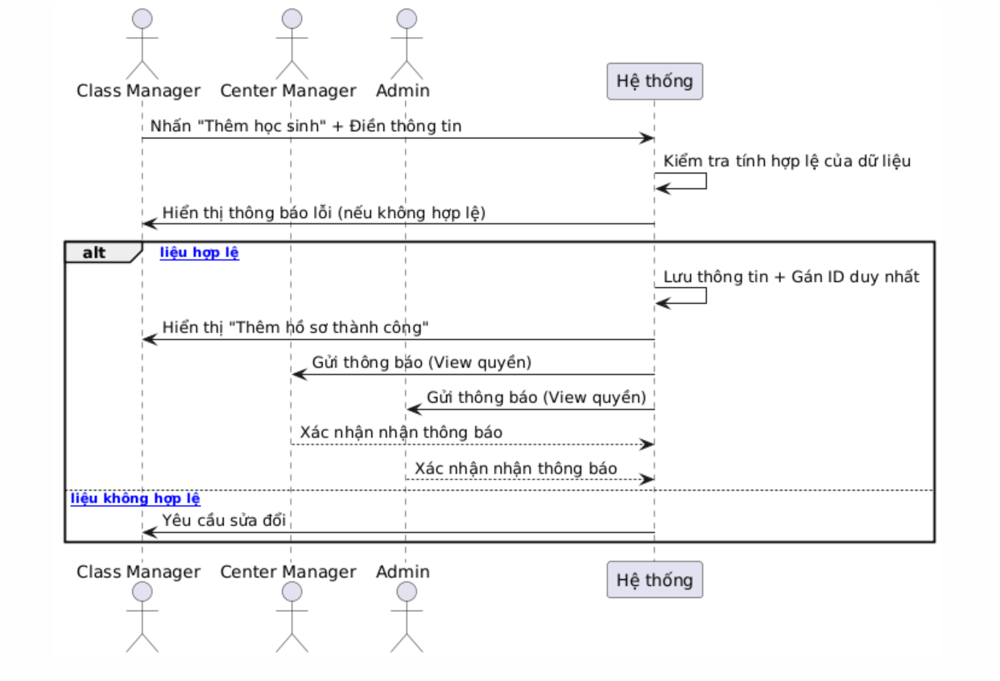 Class Manager Center Manager Admin Hệ thống
Nhấn "Thêm học sinh" + Điền thông tin
Kiểm tra tính hợp lệ của dữ liệu
Hiển thị thông báo lỗi (nếu không hợp lệ)
alt liệu hợp lệ
Lưu thông tin + Gán ID duy nhất
Hiển thị "Thêm hồ sơ thành công"
Gửi thông báo (View quyền)
Gửi thông báo (View quyền)
Xác nhận nhận thông báo
Xác nhận nhận thông báo
liệu không hợp lệ
Yêu cầu sửa đổi
Class Manager Center Manager Admin Hệ thống